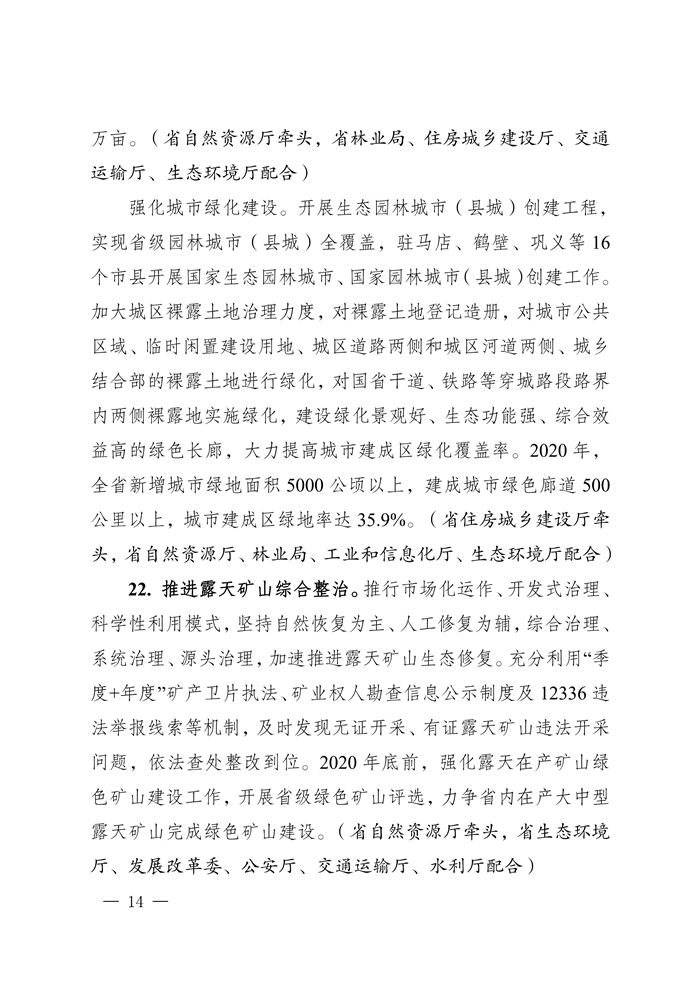 万亩。（省自然资源厅牵头，省林业局、住房城乡建设厅、交通
运输厅、生态环境厅配合）
强化城市绿化建设。开展生态园林城市（县城）创建工程，
实现省级园林城市（县城）全覆盖，驻马店、鹤壁、巩义等 16
个市县开展国家生态园林城市、国家园林城市（县城）创建工作。
加大城区裸露土地治理力度，对裸露土地登记造册，对城市公共
区域、临时闲置建设用地、城区道路两侧和城区河道两侧、城乡
结合部的裸露土地进行绿化，对国省干道、铁路等穿城路段路界
内两侧裸露地实施绿化，建设绿化景观好、生态功能强、综合效
益高的绿色长廊，大力提高城市建成区绿化覆盖率。2020 年，
全省新增城市绿地面积 5000 公顷以上，建成城市绿色廊道 500
公里以上，城市建成区绿地率达 35.9%。（省住房城乡建设厅牵
头，省自然资源厅、林业局、工业和信息化厅、生态环境厅配合）
22. 推进露天矿山综合整治。推行市场化运作、开发式治理、
科学性利用模式，坚持自然恢复为主、人工修复为辅，综合治理、
系统治理、源头治理，加速推进露天矿山生态修复。充分利用“季
度+年度”矿产卫片执法、矿业权人勘查信息公示制度及 12336 违
法举报线索等机制，及时发现无证开采、有证露天矿山违法开采
问题，依法查处整改到位。2020 年底前，强化露天在产矿山绿
色矿山建设工作，开展省级绿色矿山评选，力争省内在产大中型
露天矿山完成绿色矿山建设。（省自然资源厅牵头，省生态环境
厅、发展改革委、公安厅、交通运输厅、水利厅配合）
— 14 —